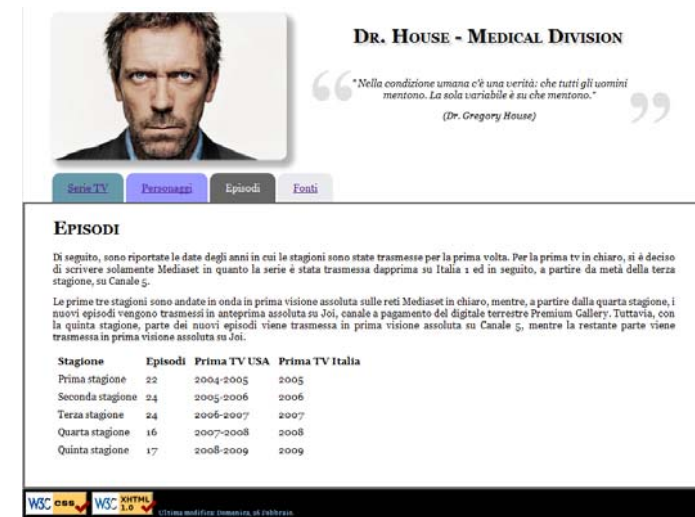 Dr. House - Medical Division
"Nella condizione umana c'è una verità: che tutti gli uomini
mentono. La sola variabile è su che mentono."
(Dr. Gregory House)
Serie TV Personaggi Episodi Fonti
Episodi
Di seguito, sono riportate le date degli anni in cui le stagioni sono state trasmesse per la prima volta. Per la prima tv in chiaro, si è deciso
di scrivere solamente Mediaset in quanto la serie è stata trasmessa dapprima su Italia 1 ed in seguito, a partire da metà della terza
stagione, su Canale 5.
Le prime tre stagioni sono andate in onda in prima visione assoluta sulle reti Mediaset in chiaro, mentre, a partire dalla quarta stagione, i
nuovi episodi vengono trasmessi in anteprima assoluta su Joi, canale a pagamento del digitale terrestre Premium Gallery. Tuttavia, con
la quinta stagione, parte dei nuovi episodi viene trasmessa in prima visione assoluta su Canale 5, mentre la restante parte viene
trasmessa in prima visione assoluta su Joi.
Stagione Episodi Prima TV USA Prima TV Italia
Prima stagione 22 2004-2005 2005
Seconda stagione 24 2005-2006 2006
Terza stagione 24 2006-2007 2007
Quarta stagione 16 2007-2008 2008
Quinta stagione 17 2008-2009 2009
W3C css W3C XHTML 1.0 Ultima modifica: Domenica, 26 Febbraio.